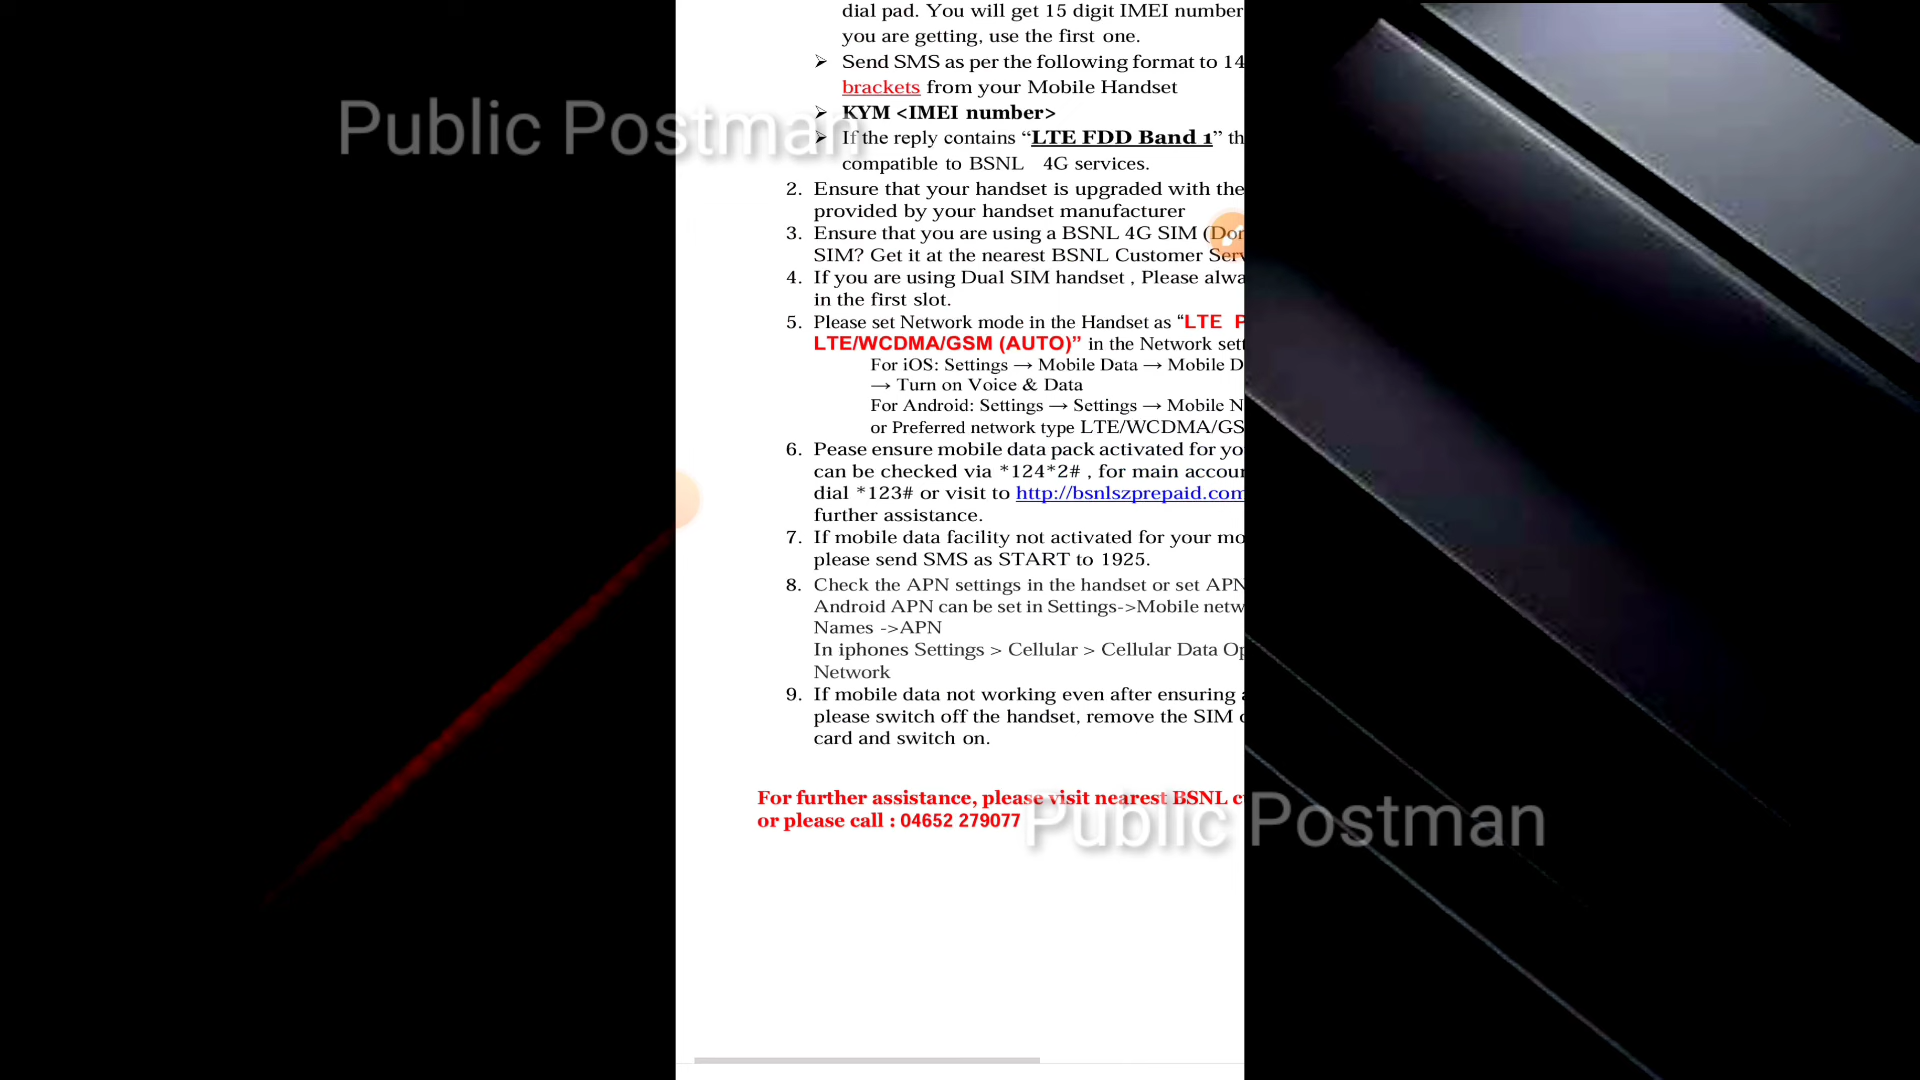 dial pad. You will get 15 digit IMEI number
you are getting, use the first one.
➢ Send SMS as per the following format to 14
brackets from your Mobile Handset
Public Postman
➢ KYM <IMEI number>
➢ If the reply contains “LTE FDD Band 1” th
compatible to BSNL 4G services.
2. Ensure that your handset is upgraded with the
provided by your handset manufacturer
3. Ensure that you are using a BSNL 4G SIM (Don
SIM? Get it at the nearest BSNL Customer Serv
4. If you are using Dual SIM handset , Please alwa
in the first slot.
5. Please set Network mode in the Handset as “LTE P
LTE/WCDMA/GSM (AUTO)” in the Network sett
For iOS: Settings → Mobile Data → Mobile D
→ Turn on Voice & Data
For Android: Settings → Settings → Mobile N
or Preferred network type LTE/WCDMA/GS
6. Pease ensure mobile data pack activated for yo
can be checked via *124*2# , for main accour
dial *123# or visit to http://bsnlszprepaid.com
further assistance.
7. If mobile data facility not activated for your mo
please send SMS as START to 1925.
8. Check the APN settings in the handset or set APN
Android APN can be set in Settings->Mobile netw
Names ->APN
In iphones Settings > Cellular > Cellular Data Op
Network
9. If mobile data not working even after ensuring a
please switch off the handset, remove the SIM c
card and switch on.
For further assistance, please visit nearest BSNL c
or please call : 04652 279077
Public Postman